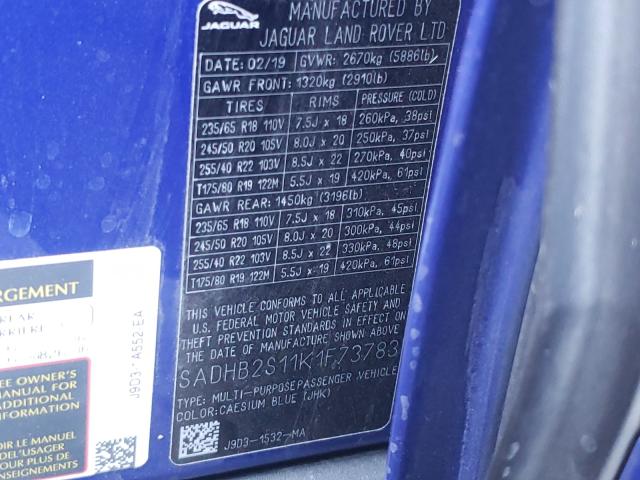 JAGUAR
MANUFACTURED BY
JAGUAR LAND ROVER LTD
DATE: 02/19 GVWR: 2670kg (5886lb)
GAWR FRONT: 1320kg (2910lb)
TIRES RIMS PRESSURE (COLD)
235/65 R18 110V 7.5J x 18 260kPa, 38psi
245/50 R20 105V 8.0J x 20 250kPa, 37psi
255/40 R22 103V 8.5J x 22 270kPa, 40psi
T175/80 R19 122M 5.5J x 19 420kPa, 61psi
GAWR REAR: 1450kg (3196lb)
235/65 R18 110V 7.5J x 18 310kPa, 45psi
245/50 R20 105V 8.0J x 20 300kPa, 44psi
255/40 R22 103V 8.5J x 22 330kPa, 48psi
T175/80 R19 122M 5.5J x 19 420kPa, 61psi
THIS VEHICLE CONFORMS TO ALL APPLICABLE
U.S. FEDERAL MOTOR VEHICLE SAFETY AND
THEFT PREVENTION STANDARDS IN EFFECT ON
THE DATE OF MANUFACTURE SHOWN ABOVE
SADHB2S11K1F73783
TYPE: MULTI-PURPOSE PASSENGER VEHICLE
COLOR: CAESIUM BLUE (JHK)
J9D3-1532-MA
RGEMENT
REAR
J9D3 A552 EA
EE OWNER'S
MANUAL FOR
ADDITIONAL
INFORMATION
IR LE MANUEL
DE L'USAGER
POUR PLUS DE
NSEIGNEMENTS